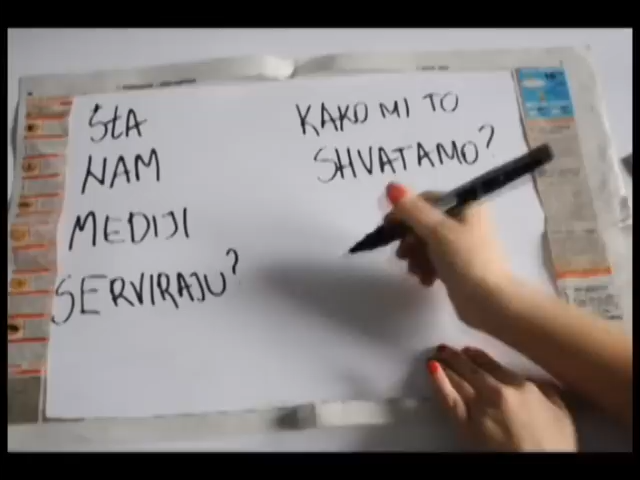 ŠTA
NAM
MEDIJI
SERVIRAJU?
KAKO MI TO
SHVATAMO?